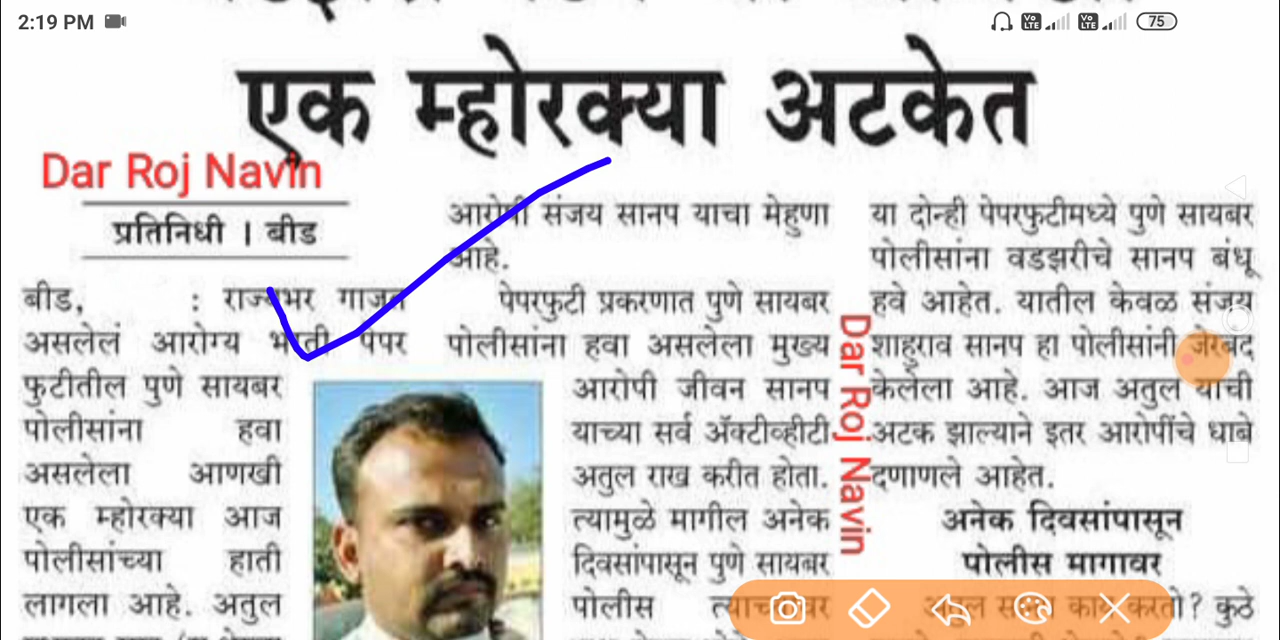 2:19 PM
75
एक म्होरक्या अटकेत
Dar Roj Navin
प्रतिनिधी । बीड
बीड, : राज्यभर गाजत
असलेलं आरोग्य भरती पेपर
फुटीतील पुणे सायबर
पोलीसांना हवा
असलेला आणखी
एक म्होरक्या आज
पोलीसांच्या हाती
लागला आहे. अतुल
आरोपी संजय सानप याचा मेहुणा
आहे.
पेपरफुटी प्रकरणात पुणे सायबर
पोलीसांना हवा असलेला मुख्य
आरोपी जीवन सानप
याच्या सर्व ॲक्टीव्हीटी
अतुल राख करीत होता.
त्यामुळे मागील अनेक
दिवसांपासून पुणे सायबर
पोलीस
Dar Roj Navin
या दोन्ही पेपरफुटीमध्ये पुणे सायबर
पोलीसांना वडझरीचे सानप बंधू
हवे आहेत. यातील केवळ संजय
शाहुराव सानप हा पोलीसांनी जेरबंद
केलेला आहे. आज अतुल याची
अटक झाल्याने इतर आरोपींचे धाबे
दणाणले आहेत.
अनेक दिवसांपासून
पोलीस मागावर
काय करतो? कुठे